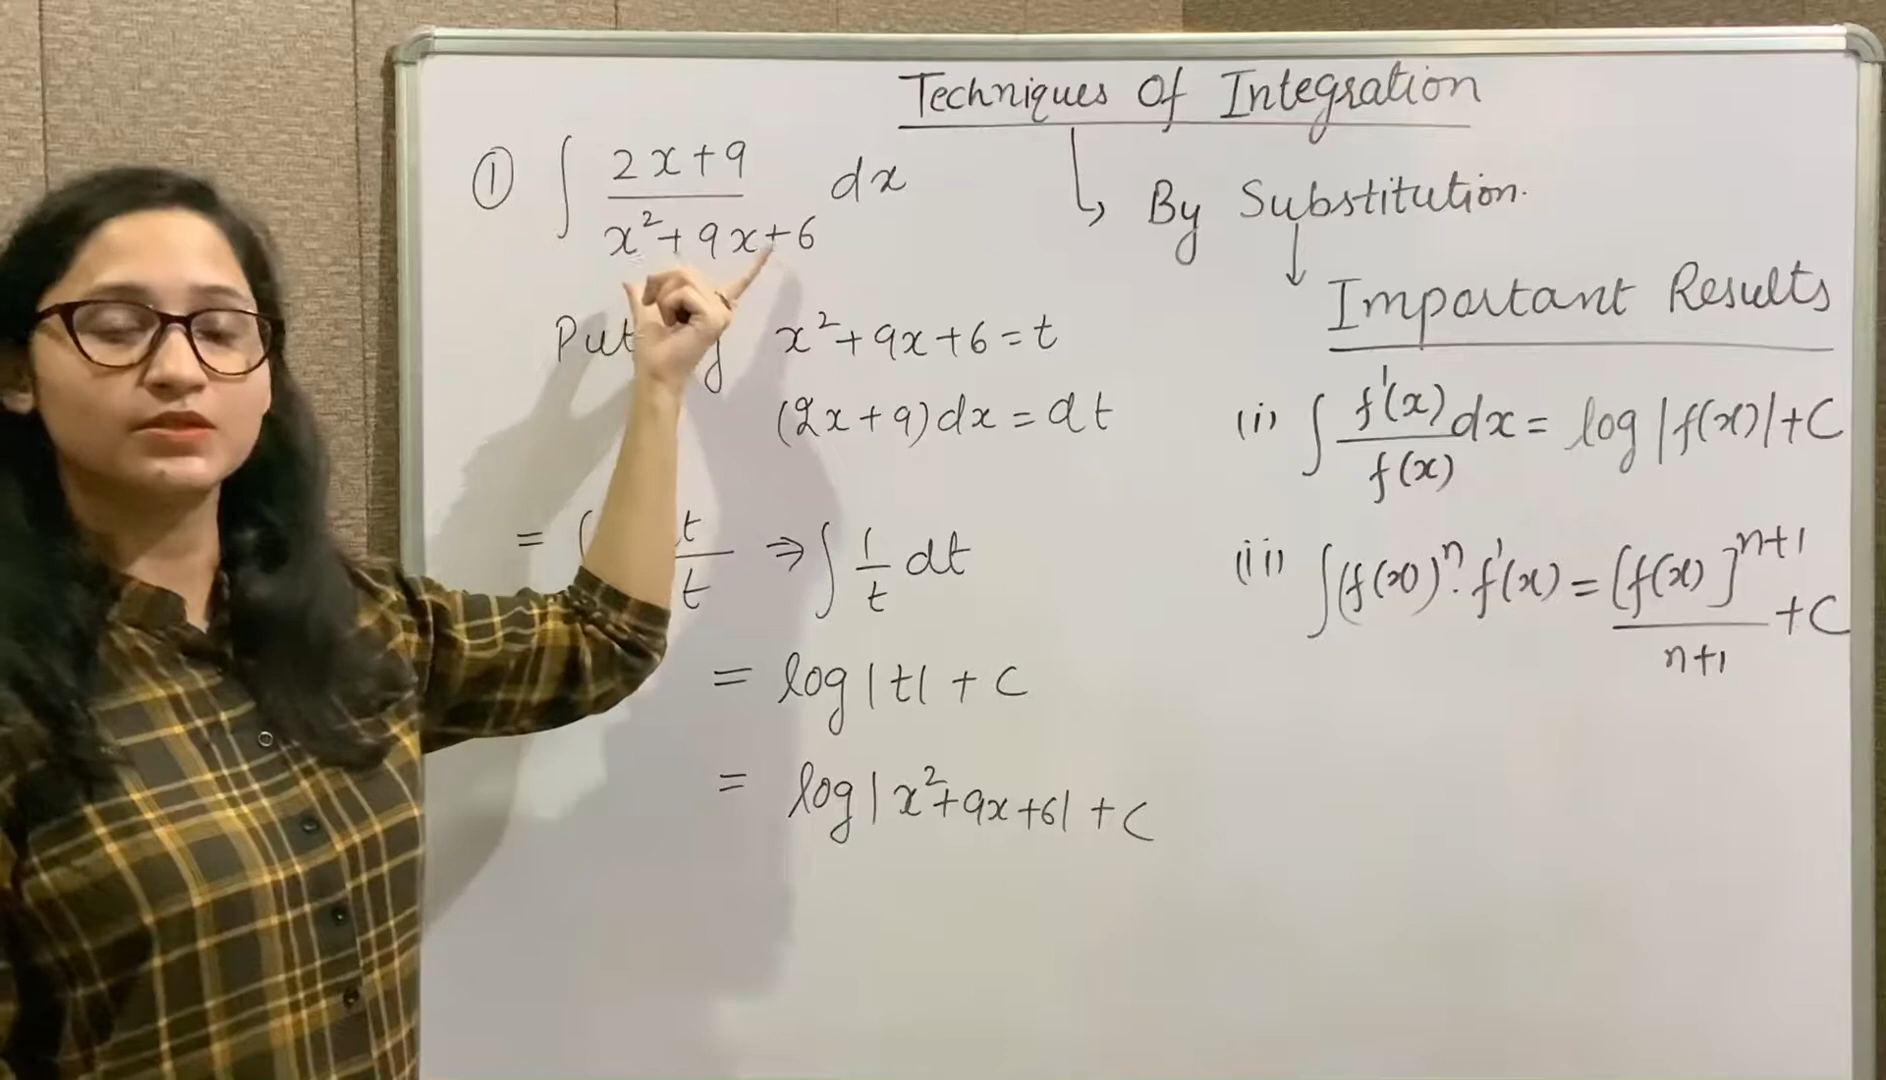 Techniques Of Integration
↳ By Substitution.
↓
Important Results
① ∫ (2x+9)/(x²+9x+6) dx
Put x²+9x+6=t
(2x+9)dx=dt
= t/t ⇒ ∫ 1/t dt
= log|t| + C
= log|x²+9x+6| + C
(i) ∫ f'(x)/f(x) dx = log|f(x)|+C
(ii) ∫(f(x))ⁿ.f'(x) = [f(x)]ⁿ⁺¹/n+1 +C